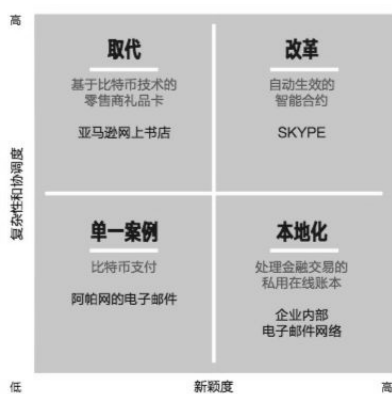 高
取代
基于比特币技术的
零售商礼品卡
亚马逊网上书店
改革
自动生效的
智能合约
SKYPE
复杂性和协调度
单一案例
比特币支付
阿帕网的电子邮件
本地化
处理金融交易的
私用在线账本
企业内部
电子邮件网络
低
新颖度
高